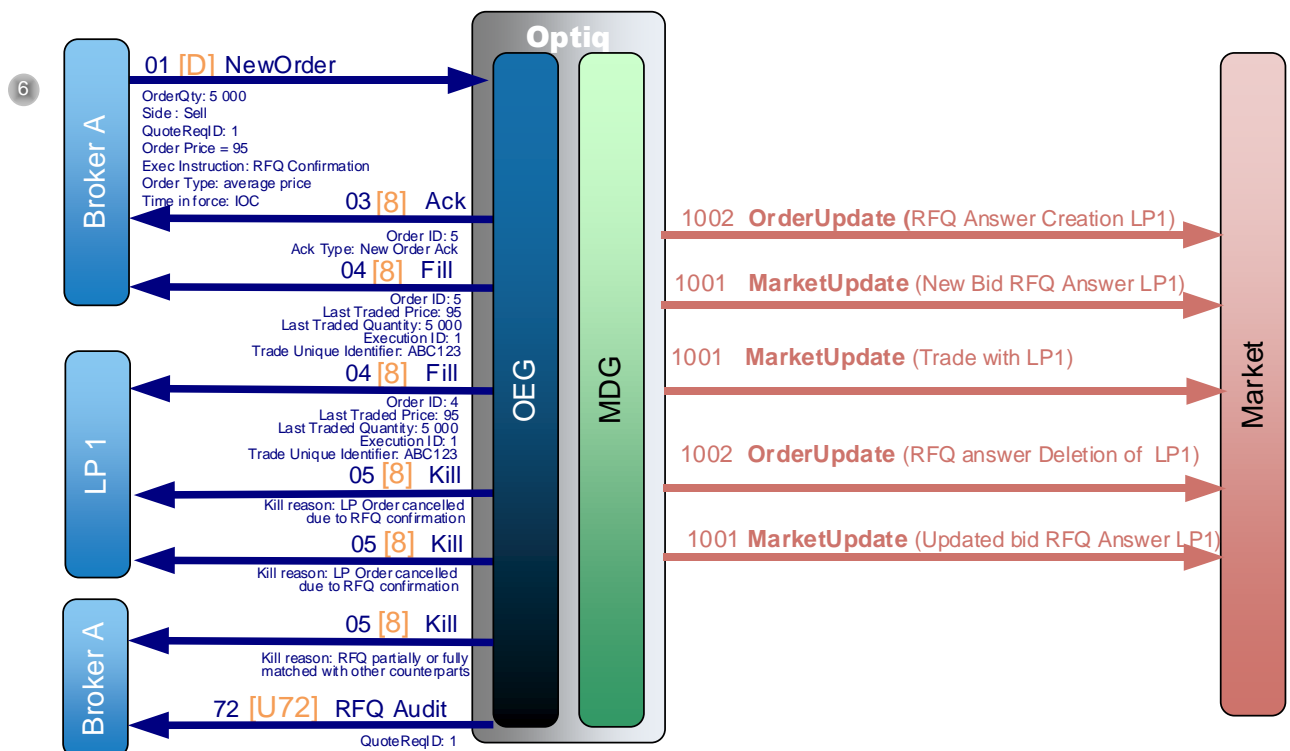 Optiq
6
Broker A
01 [D] NewOrder
OrderQty: 5 000
Side : Sell
QuoteReqID: 1
Order Price = 95
Exec Instruction: RFQ Confirmation
Order Type: average price
Time in force: IOC
03 [8] Ack
Order ID: 5
Ack Type: New Order Ack
04 [8] Fill
Order ID: 5
Last Traded Price: 95
Last Traded Quantity: 5 000
Execution ID: 1
Trade Unique Identifier: ABC123
LP 1
04 [8] Fill
Order ID: 4
Last Traded Price: 95
Last Traded Quantity: 5 000
Execution ID: 1
Trade Unique Identifier: ABC123
05 [8] Kill
Kill reason: LP Order cancelled
due to RFQ confirmation
05 [8] Kill
Kill reason: LP Order cancelled
due to RFQ confirmation
Broker A
05 [8] Kill
Kill reason: RFQ partially or fully
matched with other counterparts
72 [U72] RFQ Audit
QuoteReqID: 1
OEG
MDG
1002 OrderUpdate (RFQ Answer Creation LP1)
1001 MarketUpdate (New Bid RFQ Answer LP1)
1001 MarketUpdate (Trade with LP1)
1002 OrderUpdate (RFQ answer Deletion of LP1)
1001 MarketUpdate (Updated bid RFQ Answer LP1)
Market